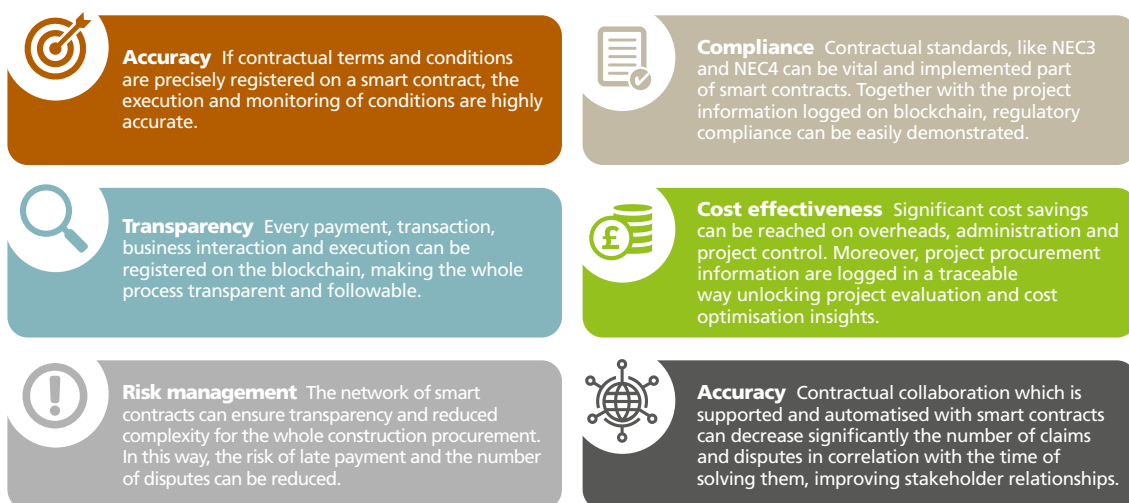 Accuracy If contractual terms and conditions
are precisely registered on a smart contract, the
execution and monitoring of conditions are highly
accurate.
Compliance Contractual standards, like NEC3
and NEC4 can be vital and implemented part
of smart contracts. Together with the project
information logged on blockchain, regulatory
compliance can be easily demonstrated.
Transparency Every payment, transaction,
business interaction and execution can be
registered on the blockchain, making the whole
process transparent and followable.
Cost effectiveness Significant cost savings
can be reached on overheads, administration and
project control. Moreover, project procurement
information are logged in a traceable
way unlocking project evaluation and cost
optimisation insights.
£
Risk management The network of smart
contracts can ensure transparency and reduced
complexity for the whole construction procurement.
In this way, the risk of late payment and the number
of disputes can be reduced.
Accuracy Contractual collaboration which is
supported and automatised with smart contracts
can decrease significantly the number of claims
and disputes in correlation with the time of
solving them, improving stakeholder relationships.